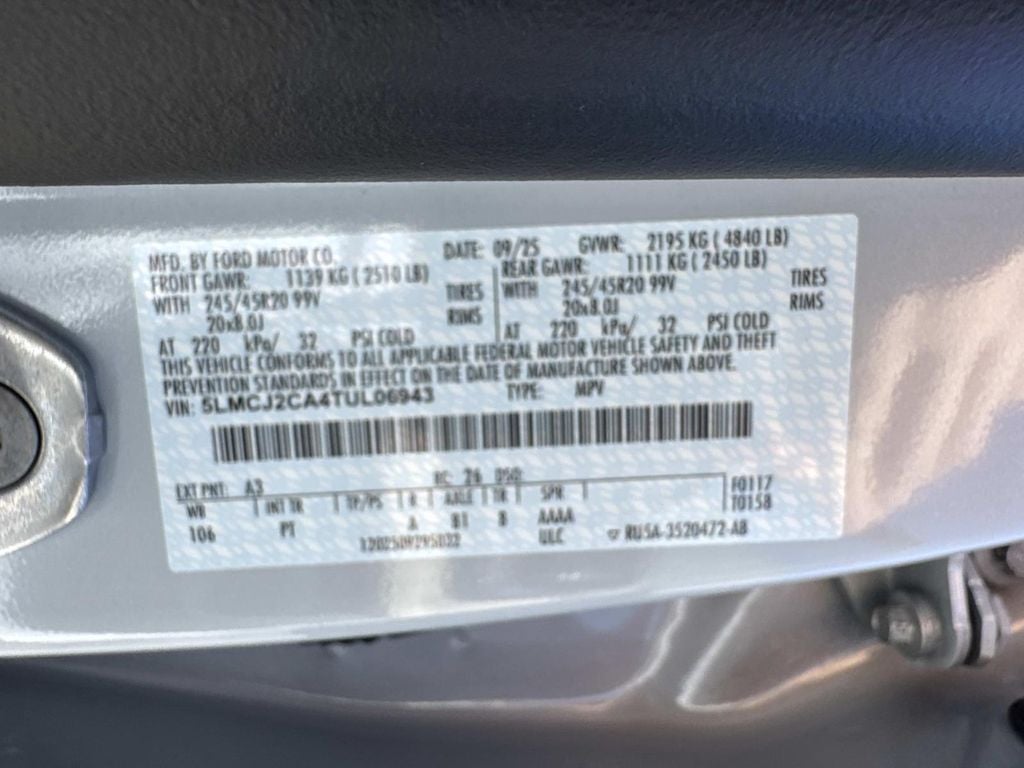 MFD. BY FORD MOTOR CO. DATE: 09/25 GVWR: 2195 KG ( 4840 LB)
FRONT GAWR: 1139 KG ( 2510 LB) REAR GAWR: 1111 KG ( 2450 LB)
WITH 245/45R20 99V TIRES WITH 245/45R20 99V TIRES
20x8.0J RIMS 20x8.0J RIMS
AT 220 kPa/ 32 PSI COLD AT 220 kPa/ 32 PSI COLD
THIS VEHICLE CONFORMS TO ALL APPLICABLE FEDERAL MOTOR VEHICLE SAFETY AND THEFT
PREVENTION STANDARDS IN EFFECT ON THE DATE OF MANUFACTURE SHOWN ABOVE.
VIN: 5LMCJ2CA4TUL06943 TYPE: MPV
EXT PNT: A3 RC: 26 DSO: F0117
WB INT TR TP/PS R AXLE TR SPR T0158
106 PT A B1 B AAAA
ULC RU5A-3520472-AB